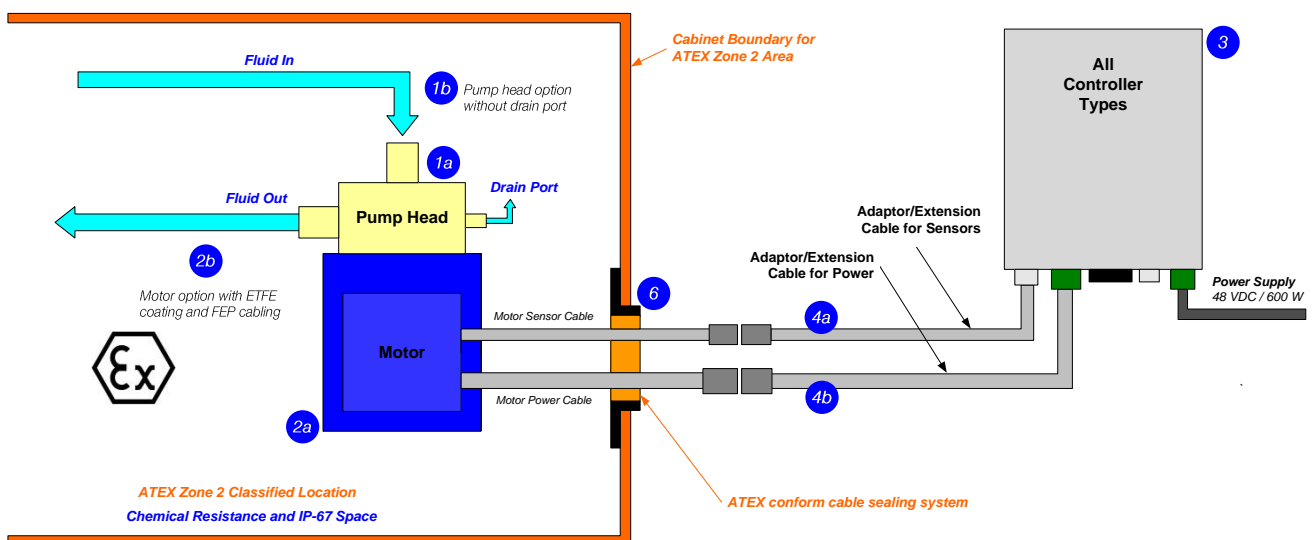 Fluid In
1b
Pump head option
without drain port
1a
Fluid Out
Drain Port
Pump Head
2b
Motor option with ETFE
coating and FEP cabling
Ex
Motor
2a
Motor Sensor Cable
Motor Power Cable
ATEX Zone 2 Classified Location
Chemical Resistance and IP-67 Space
Cabinet Boundary for
ATEX Zone 2 Area
6
ATEX conform cable sealing system
Adaptor/Extension
Cable for Sensors
Adaptor/Extension
Cable for Power
4a
4b
All
Controller
Types
3
Power Supply
48 VDC / 600 W